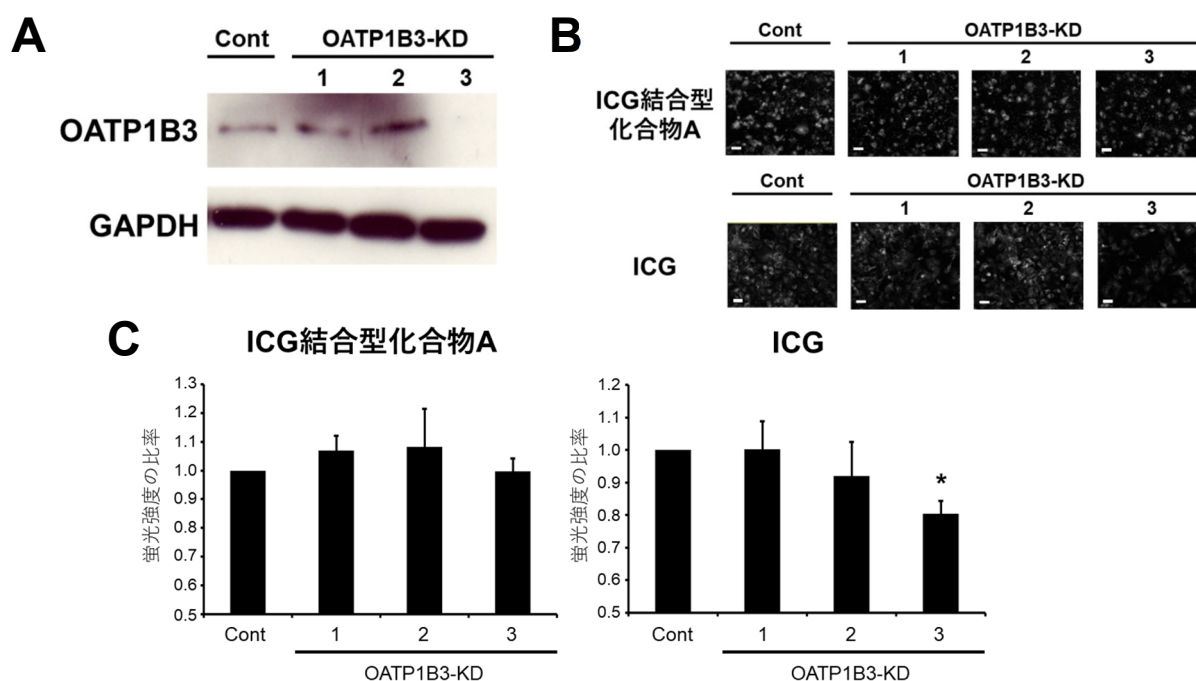 A
Cont
OATP1B3-KD
1 2 3
OATP1B3
GAPDH
B
Cont
OATP1B3-KD
1 2 3
ICG結合型
化合物A
Cont
OATP1B3-KD
1 2 3
ICG
C
ICG結合型化合物A
蛍光強度の比率
1.3
1.2
1.1
1.0
0.9
0.8
0.7
0.6
0.5
Cont 1 2 3
OATP1B3-KD
ICG
蛍光強度の比率
1.2
1.1
1.0
0.9
0.8
0.7
0.6
0.5
*
Cont 1 2 3
OATP1B3-KD